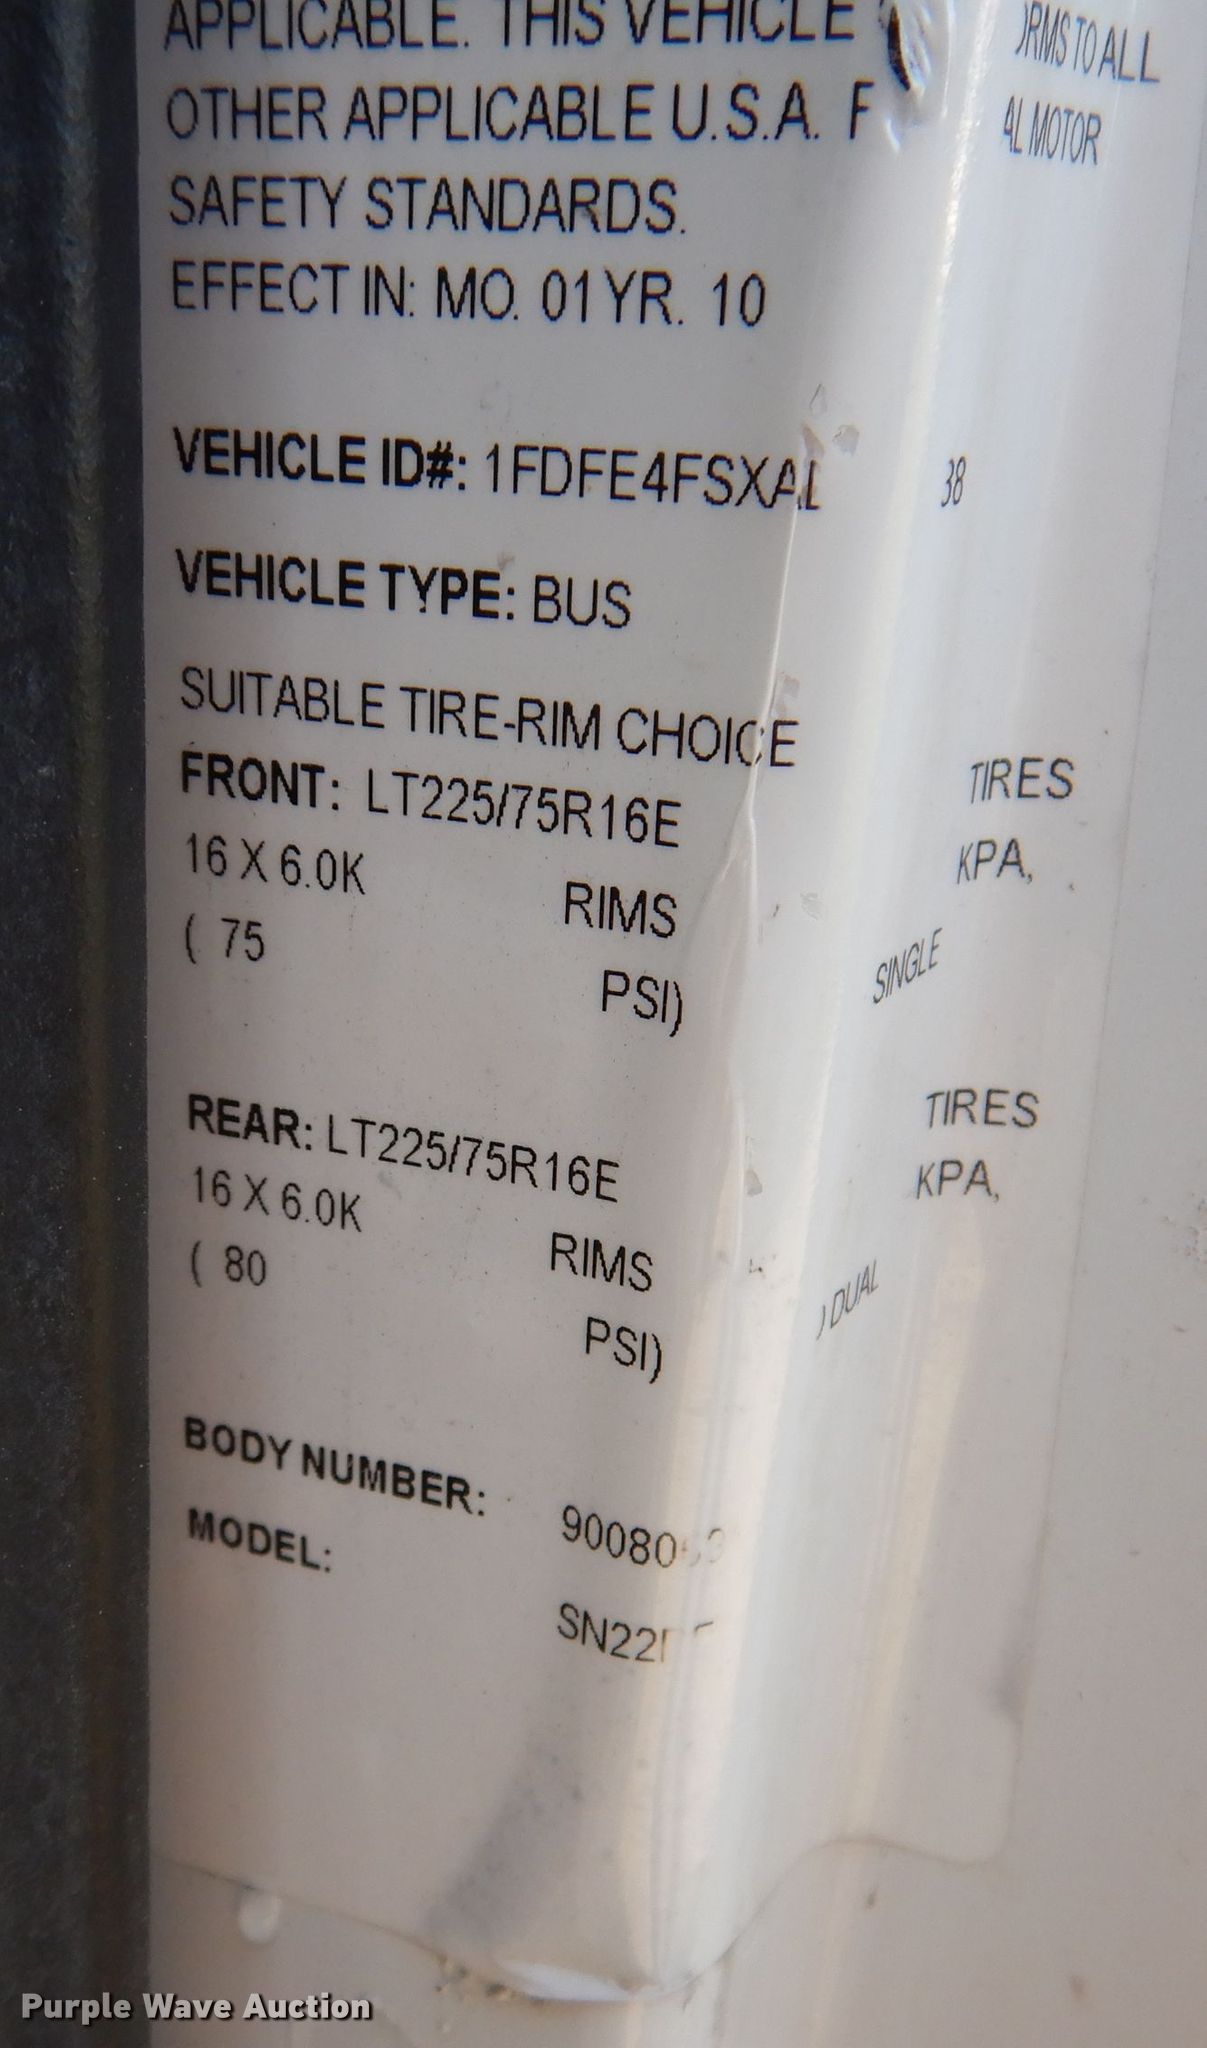 APPLICABLE. THIS VEHICLE ORMS TO ALL
OTHER APPLICABLE U.S.A. F AL MOTOR
SAFETY STANDARDS.
EFFECT IN: MO. 01 YR. 10
VEHICLE ID#: 1FDFE4FSXAD 38
VEHICLE TYPE: BUS
SUITABLE TIRE-RIM CHOICE
FRONT: LT225/75R16E TIRES
16 X 6.0K RIMS KPA,
( 75 PSI) SINGLE
REAR: LT225/75R16E TIRES
16 X 6.0K RIMS KPA,
( 80 PSI) ) DUAL
BODY NUMBER:
MODEL:
Purple Wave Auction